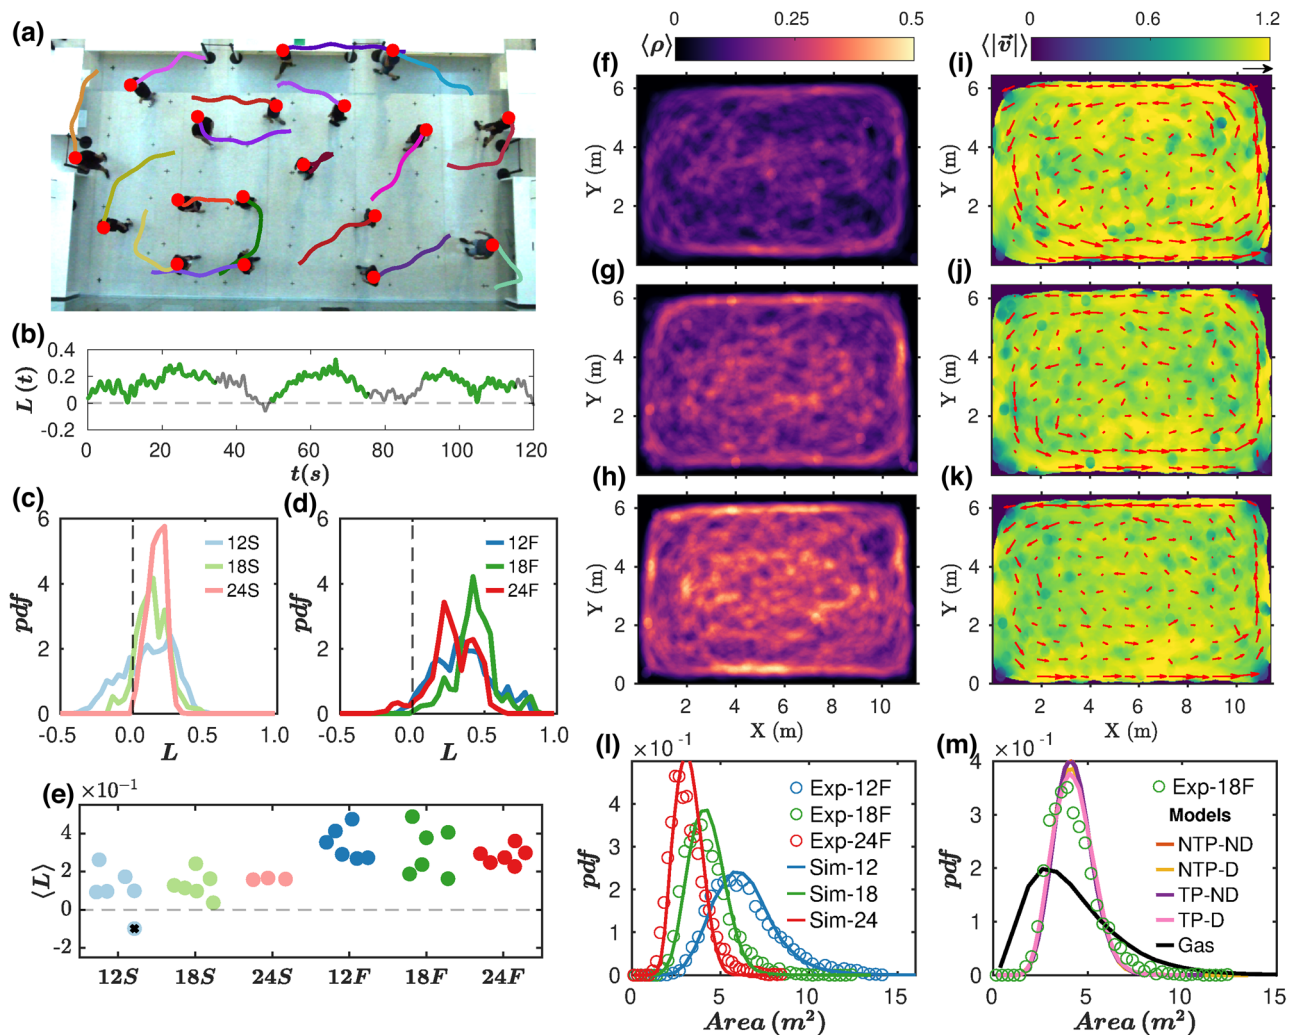 (a)
(b)
L (t)
0.4
0.2
0
-0.2
0 20 40 60 80 100 120
t(s)
(c)
pdf
6
4
2
0
12S
18S
24S
-0.5 0.0 0.5 1.0
L
(d)
pdf
6
4
2
0
12F
18F
24F
-0.5 0.0 0.5 1.0
L
(e)
×10⁻¹
⟨L⟩
4
2
0
-2
12S 18S 24S 12F 18F 24F
0 0.25 0.5
⟨ρ⟩
(f)
Y (m)
6
4
2
0
(g)
Y (m)
6
4
2
0
(h)
Y (m)
6
4
2
0
2 4 6 8 10
X (m)
0 0.6 1.2
⟨|v⃗|⟩
(i)
Y (m)
6
4
2
(j)
Y (m)
6
4
2
(k)
Y (m)
6
4
2
0
2 4 6 8 10
X (m)
(l)
×10⁻¹
pdf
5
4
3
2
1
0
Exp-12F
Exp-18F
Exp-24F
Sim-12
Sim-18
Sim-24
0 5 10 15
Area (m²)
(m)
×10⁻¹
pdf
4
3
2
1
0
Exp-18F
Models
NTP-ND
NTP-D
TP-ND
TP-D
Gas
0 5 10 15
Area (m²)